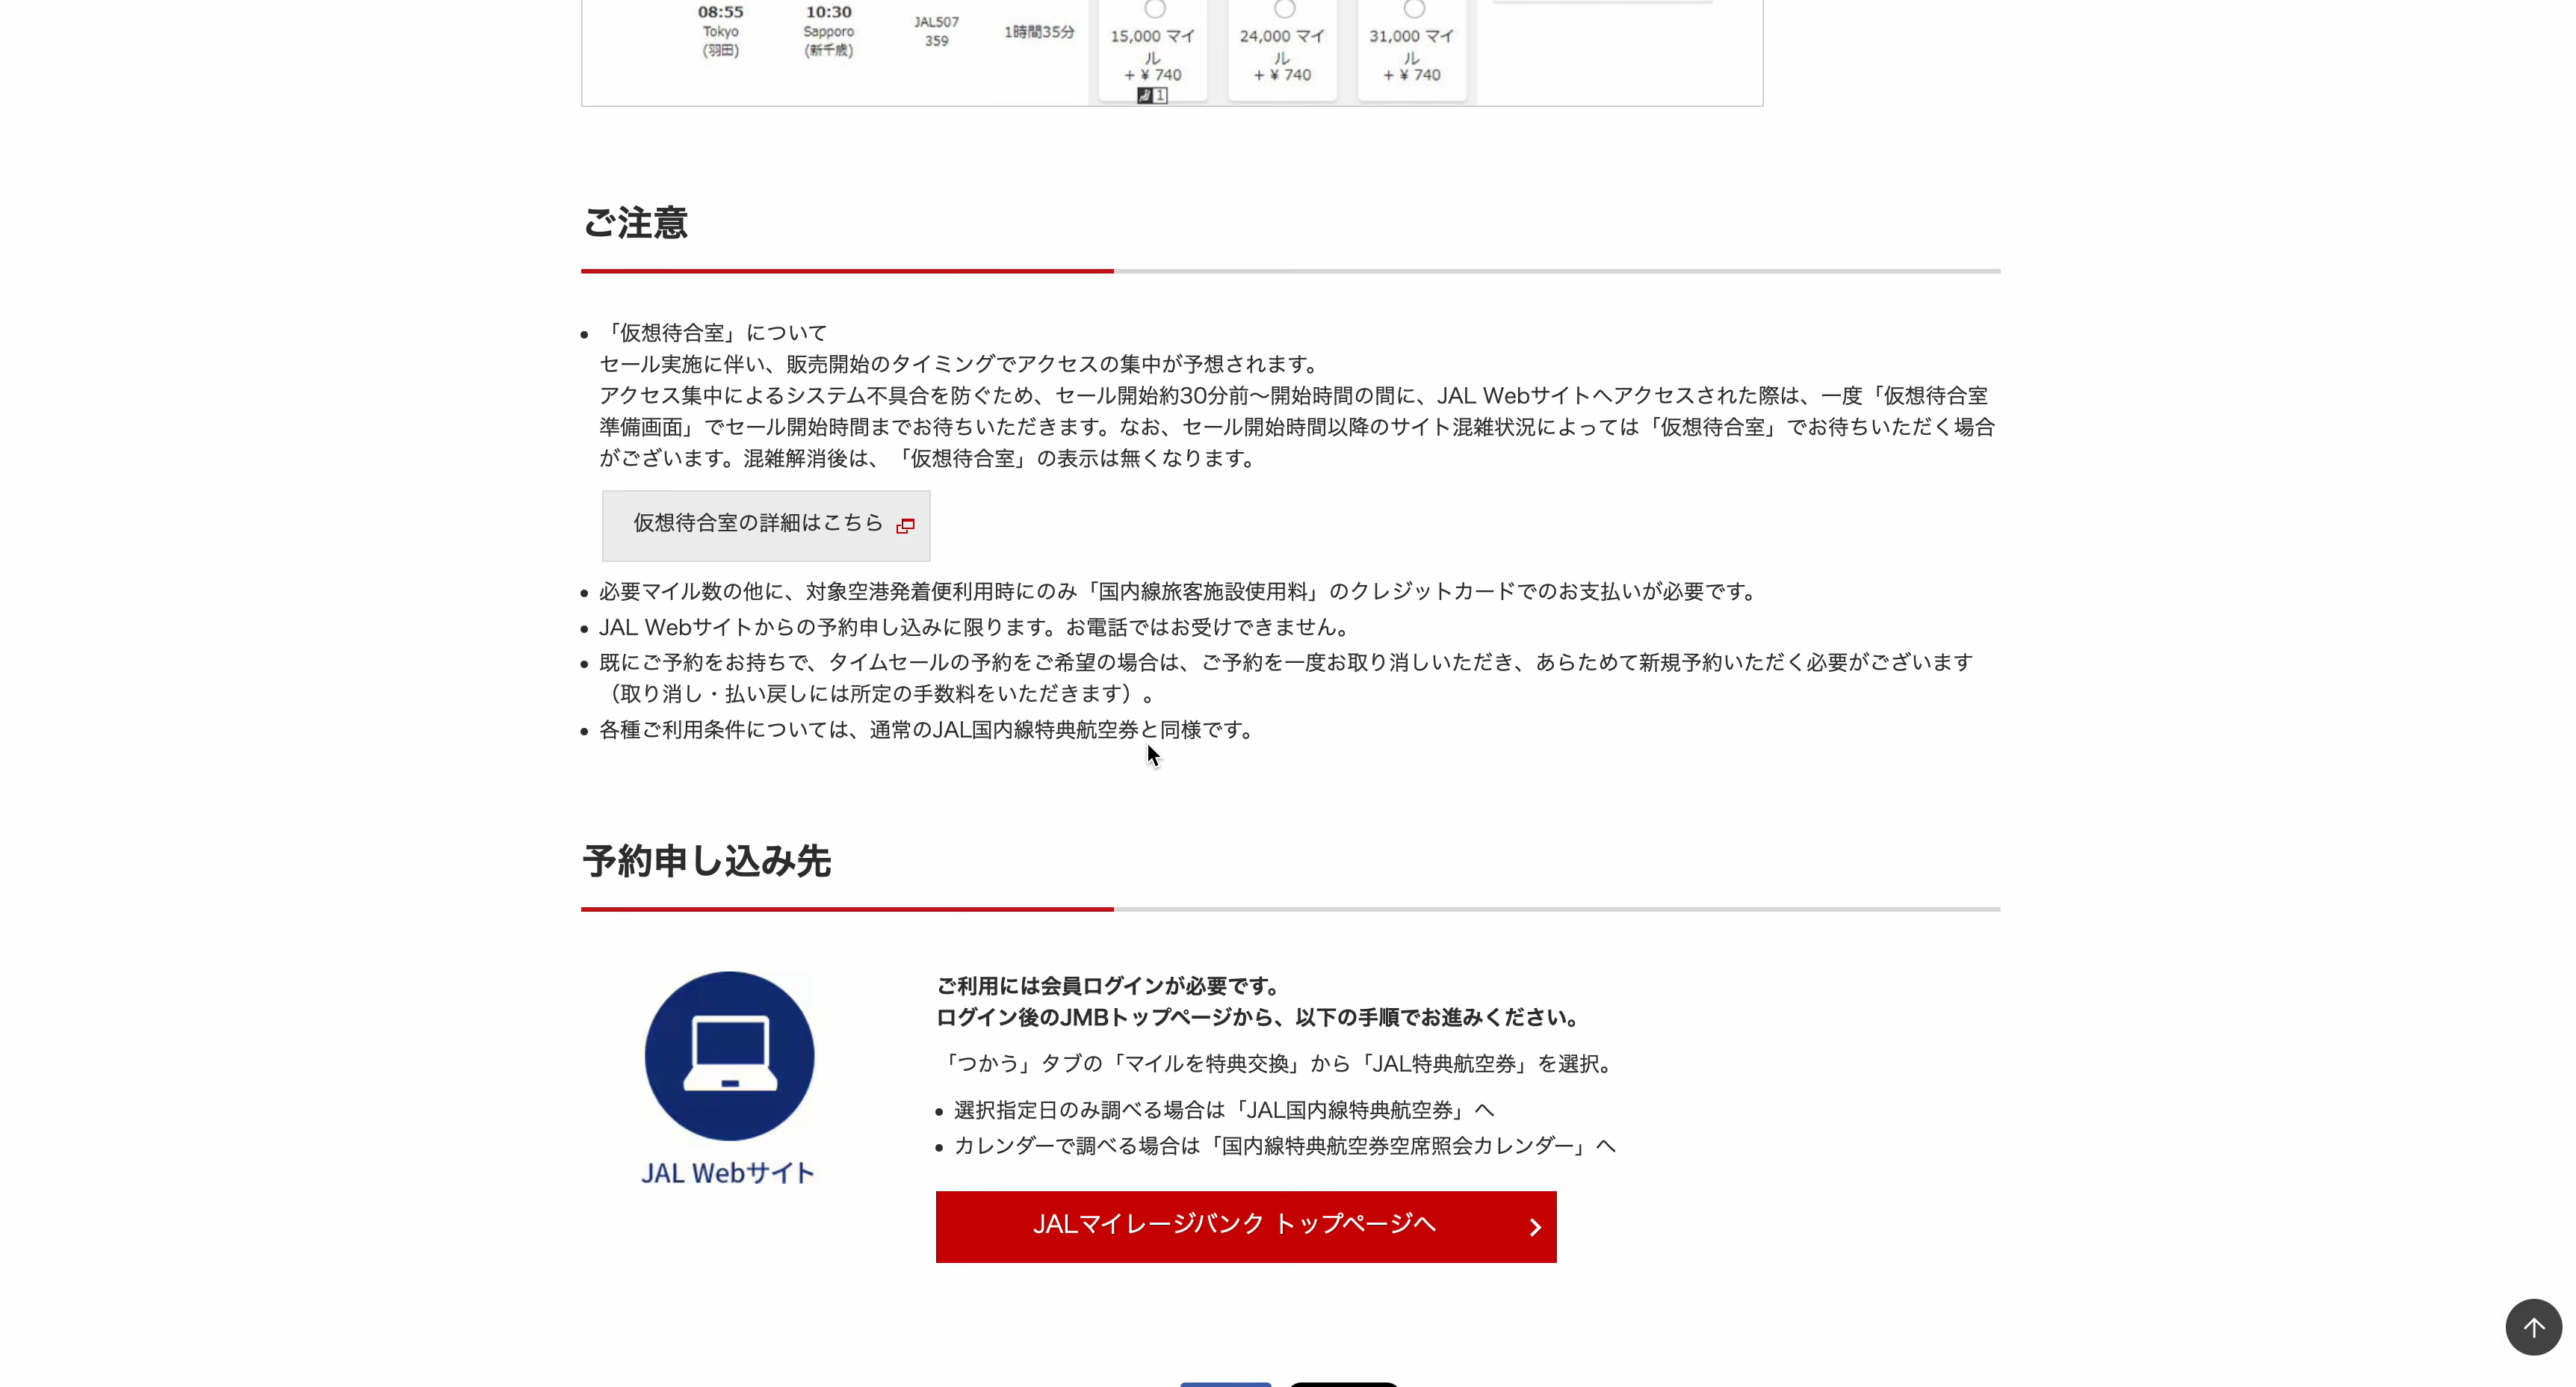 08:55
Tokyo
(羽田)
10:30
Sapporo
(新千歳)
JAL507
359
1時間35分
15,000 マイ
ル
+ ¥ 740
1
24,000 マイ
ル
+ ¥ 740
31,000 マイ
ル
+ ¥ 740
ご注意
「仮想待合室」について
セール実施に伴い、販売開始のタイミングでアクセスの集中が予想されます。
アクセス集中によるシステム不具合を防ぐため、セール開始約30分前～開始時間の間に、JAL Webサイトへアクセスされた際は、一度「仮想待合室
準備画面」でセール開始時間までお待ちいただきます。なお、セール開始時間以降のサイト混雑状況によっては「仮想待合室」でお待ちいただく場合
がございます。混雑解消後は、「仮想待合室」の表示は無くなります。
仮想待合室の詳細はこちら
必要マイル数の他に、対象空港発着便利用時にのみ「国内線旅客施設使用料」のクレジットカードでのお支払いが必要です。
JAL Webサイトからの予約申し込みに限ります。お電話ではお受けできません。
既にご予約をお持ちで、タイムセールの予約をご希望の場合は、ご予約を一度お取り消しいただき、あらためて新規予約いただく必要がございます
（取り消し・払い戻しには所定の手数料をいただきます）。
各種ご利用条件については、通常のJAL国内線特典航空券と同様です。
予約申し込み先
JAL Webサイト
ご利用には会員ログインが必要です。
ログイン後のJMBトップページから、以下の手順でお進みください。
「つかう」タブの「マイルを特典交換」から「JAL特典航空券」を選択。
選択指定日のみ調べる場合は「JAL国内線特典航空券」へ
カレンダーで調べる場合は「国内線特典航空券空席照会カレンダー」へ
JALマイレージバンク トップページへ